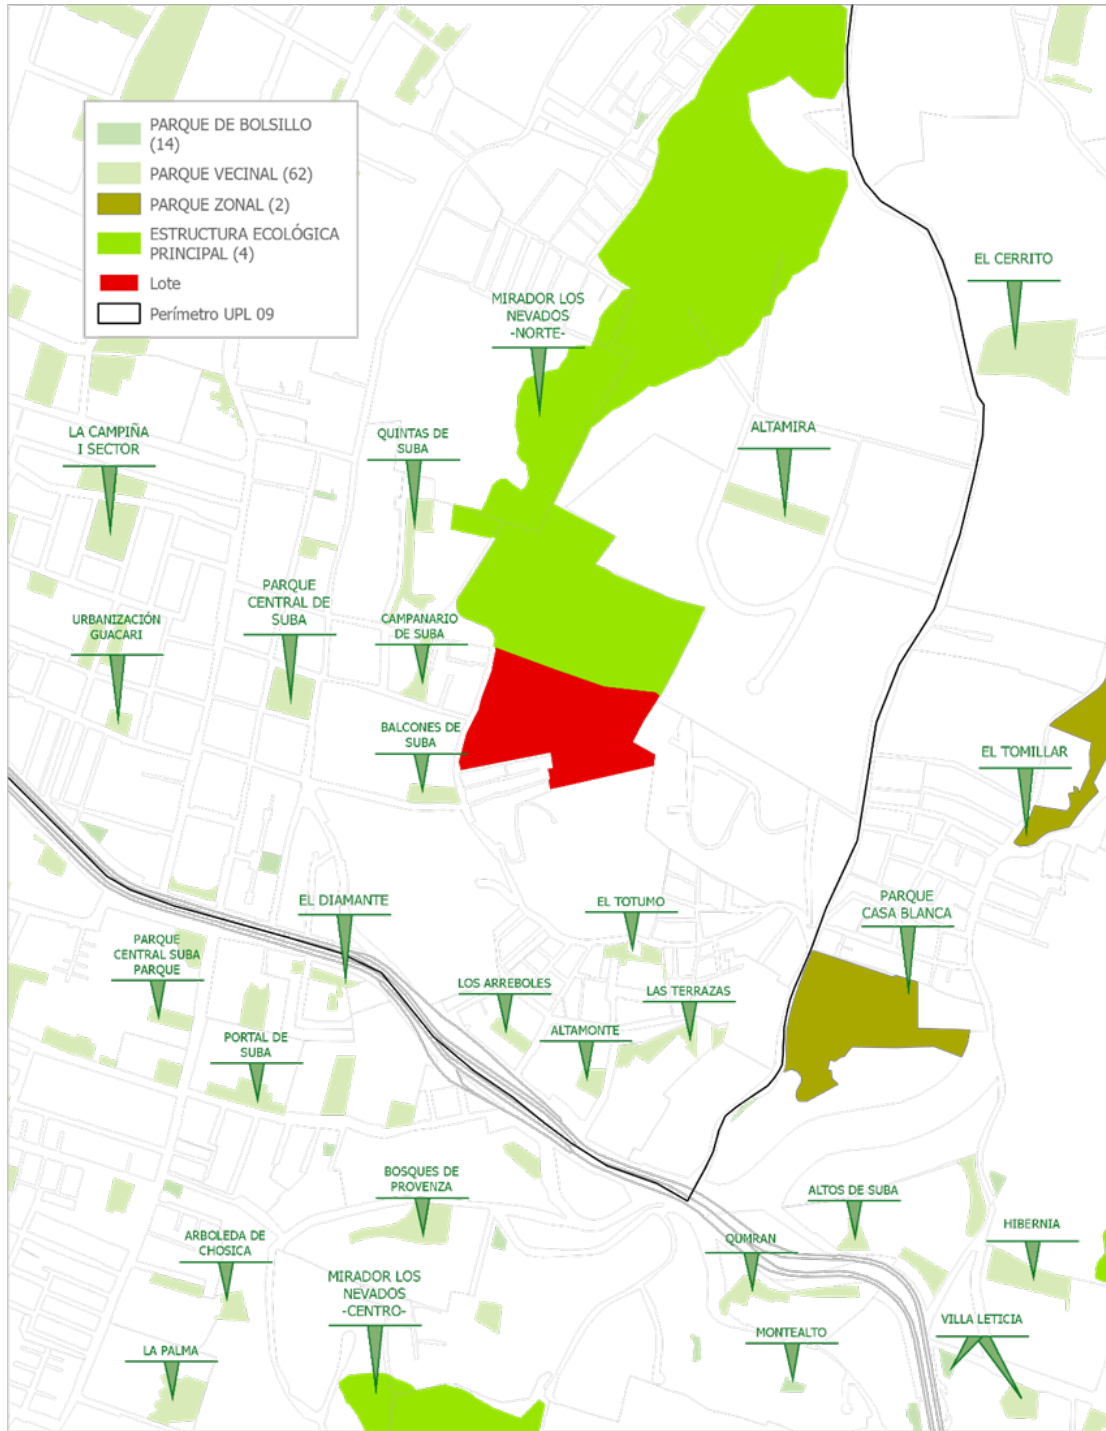 PARQUE DE BOLSILLO
(14)
PARQUE VECINAL (62)
PARQUE ZONAL (2)
ESTRUCTURA ECOLÓGICA
PRINCIPAL (4)
Lote
Perímetro UPL 09
EL CERRITO
MIRADOR LOS
NEVADOS
-NORTE-
LA CAMPIÑA
I SECTOR
QUINTAS DE
SUBA
ALTAMIRA
PARQUE
CENTRAL DE
SUBA
URBANIZACIÓN
GUACARI
CAMPANARIO
DE SUBA
BALCONES DE
SUBA
EL TOMILLAR
EL DIAMANTE
EL TOTUMO
PARQUE
CASA BLANCA
PARQUE
CENTRAL SUBA
PARQUE
LOS ARREBOLES
LAS TERRAZAS
PORTAL DE
SUBA
ALTAMONTE
BOSQUES DE
PROVENZA
ALTOS DE SUBA
ARBOLEDA DE
CHOSICA
QUMRAN
HIBERNIA
MIRADOR LOS
NEVADOS
-CENTRO-
VILLA LETICIA
MONTEALTO
LA PALMA